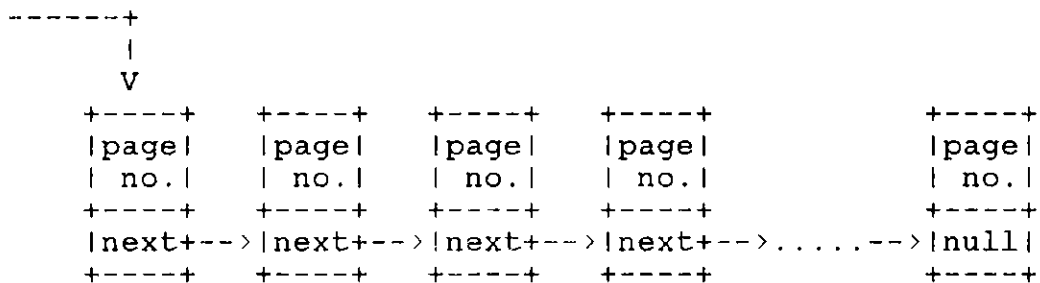 ------+
|
V
+----+ +----+ +----+ +----+ +----+
|page| |page| |page| |page| |page|
| no.| | no.| | no.| | no.| | no.|
+----+ +----+ +----+ +----+ +----+
|next+-->|next+-->|next+-->|next+-->.....-->|null|
+----+ +----+ +----+ +----+ +----+